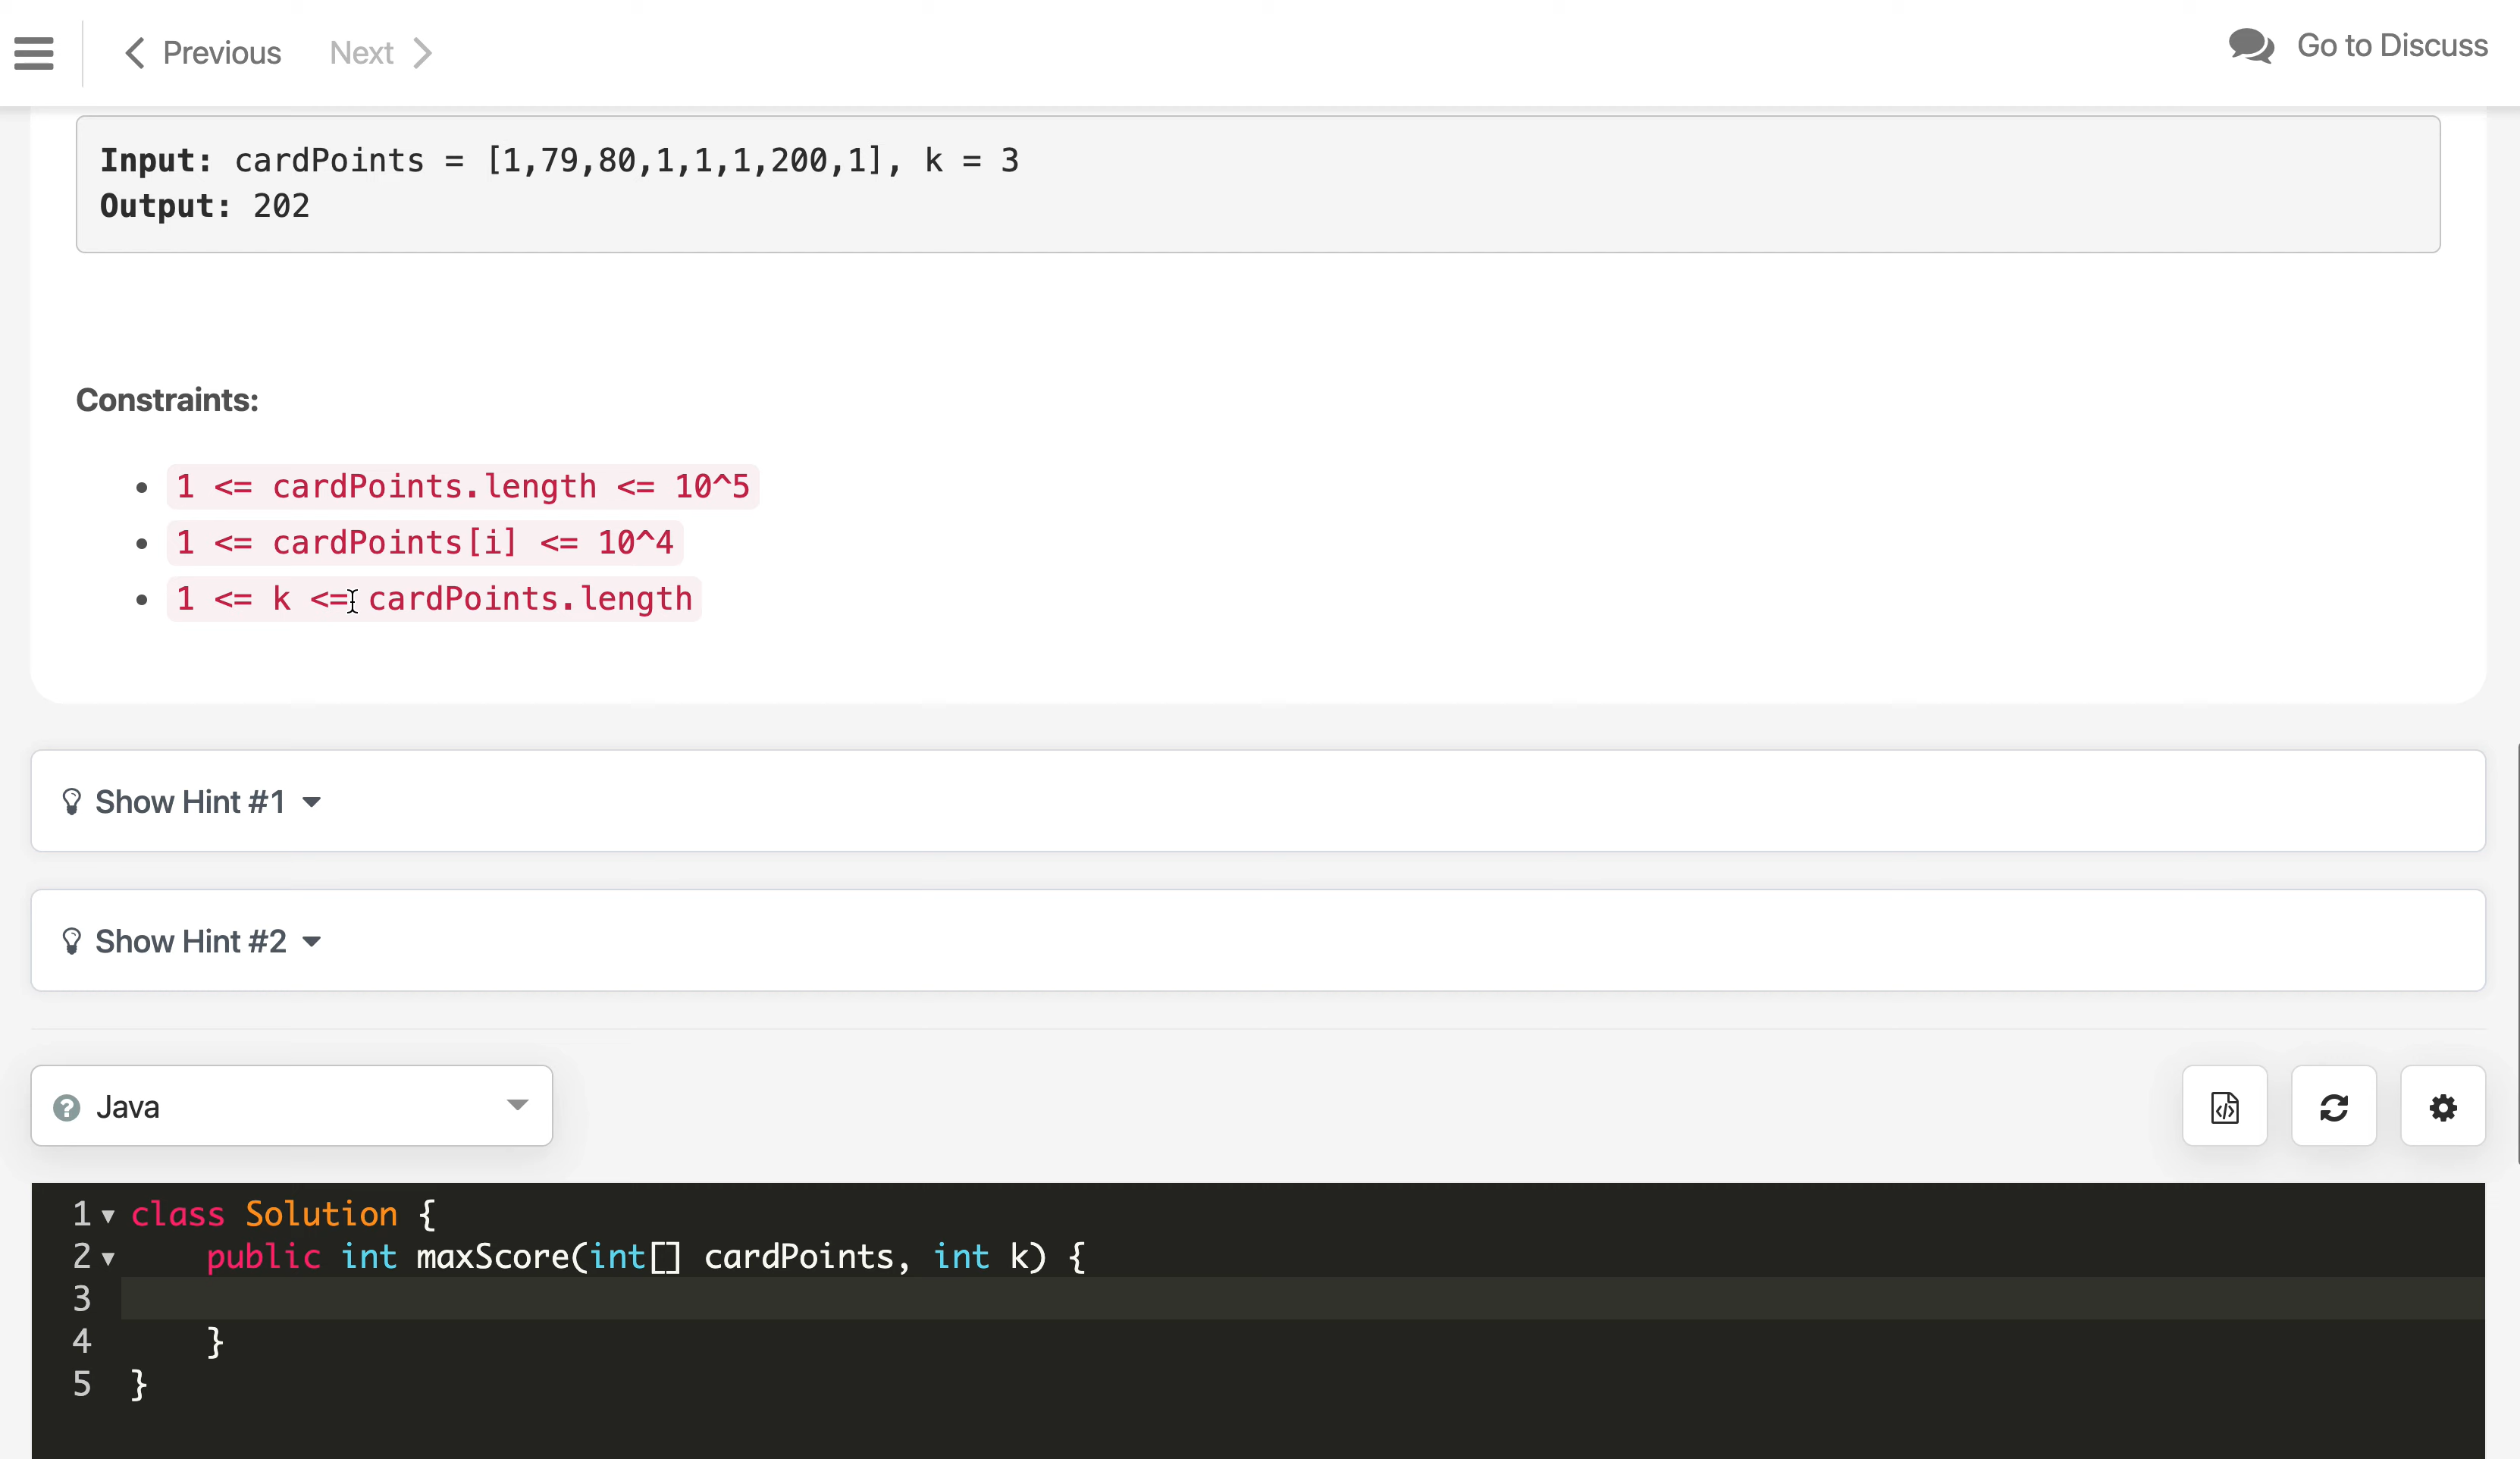 Previous Next Go to Discuss
Input: cardPoints = [1,79,80,1,1,1,200,1], k = 3
Output: 202
Constraints:
1 <= cardPoints.length <= 10^5
1 <= cardPoints[i] <= 10^4
1 <= k <= cardPoints.length
Show Hint #1
Show Hint #2
? Java
1 class Solution {
2     public int maxScore(int[] cardPoints, int k) {
3
4     }
5 }